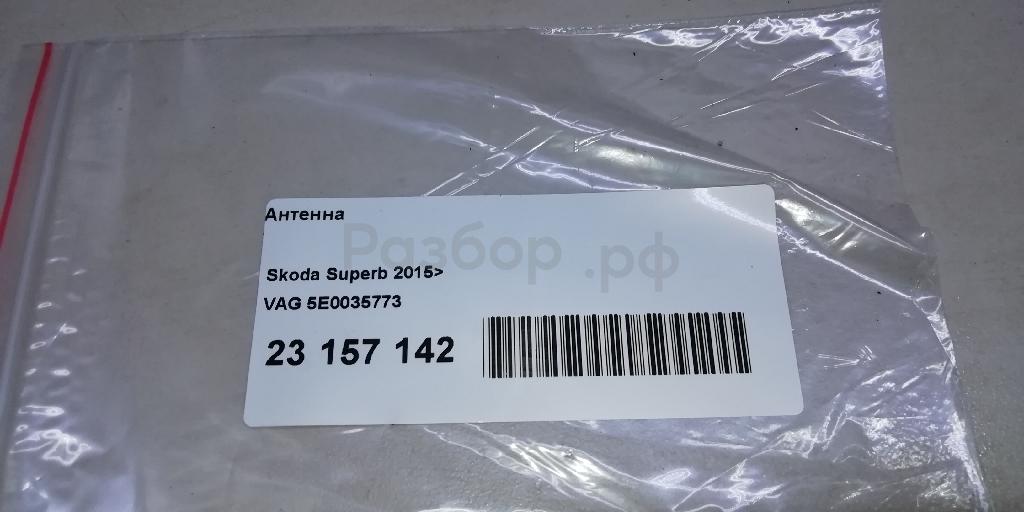 Антенна
Разбор.рф
Skoda Superb 2015>
VAG 5E0035773
23 157 142